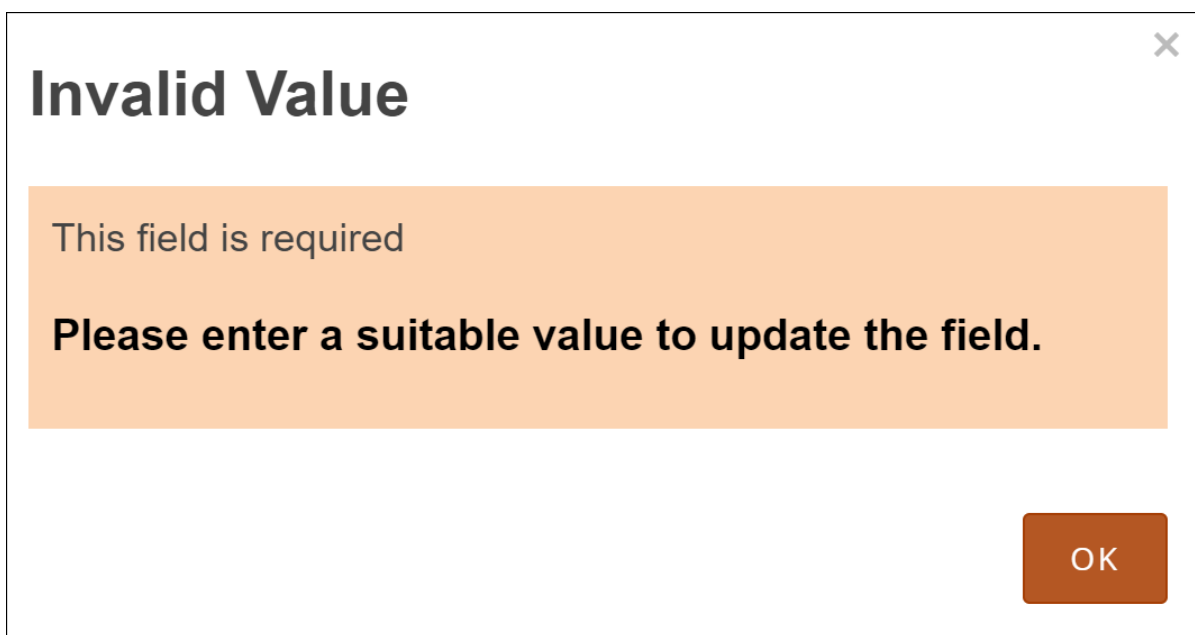 Invalid Value
This field is required
Please enter a suitable value to update the field.
OK